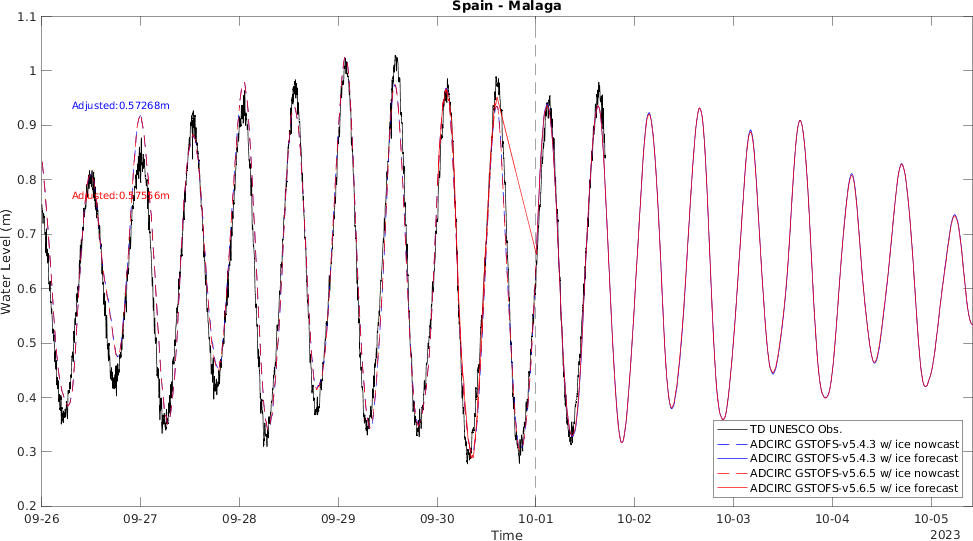 Spain - Malaga
1.1
1
0.9
0.8
0.7
0.6
0.5
0.4
0.3
0.2
Water Level (m)
Adjusted:0.57268m
Adjusted:0.57556m
TD UNESCO Obs.
ADCIRC GSTOFS-v5.4.3 w/ ice nowcast
ADCIRC GSTOFS-v5.4.3 w/ ice forecast
ADCIRC GSTOFS-v5.6.5 w/ ice nowcast
ADCIRC GSTOFS-v5.6.5 w/ ice forecast
09-26 09-27 09-28 09-29 09-30 10-01 10-02 10-03 10-04 10-05
Time
2023